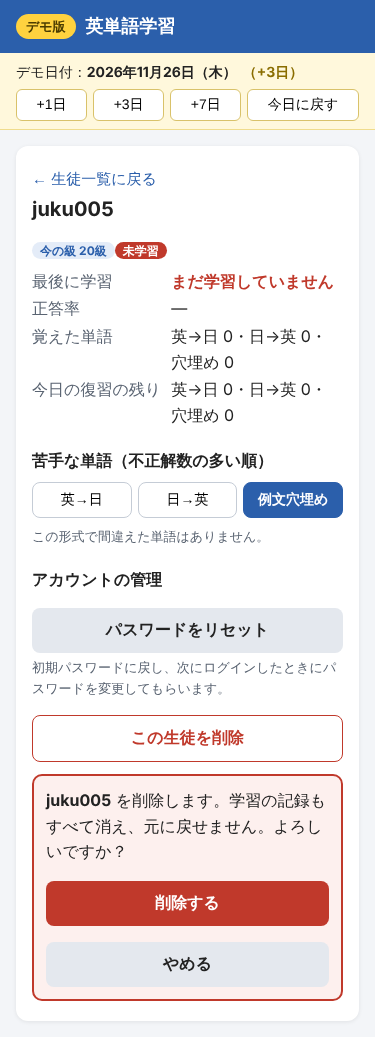 デモ版 英単語学習
デモ日付：2026年11月26日（木） （+3日）
+1日 +3日 +7日 今日に戻す
← 生徒一覧に戻る
juku005
今の級 20級 未学習
最後に学習 まだ学習していません
正答率 —
覚えた単語 英→日 0・日→英 0・
穴埋め 0
今日の復習の残り 英→日 0・日→英 0・
穴埋め 0
苦手な単語（不正解数の多い順）
英→日 日→英 例文穴埋め
この形式で間違えた単語はありません。
アカウントの管理
パスワードをリセット
初期パスワードに戻し、次にログインしたときにパ
スワードを変更してもらいます。
この生徒を削除
juku005 を削除します。学習の記録も
すべて消え、元に戻せません。よろし
いですか？
削除する
やめる